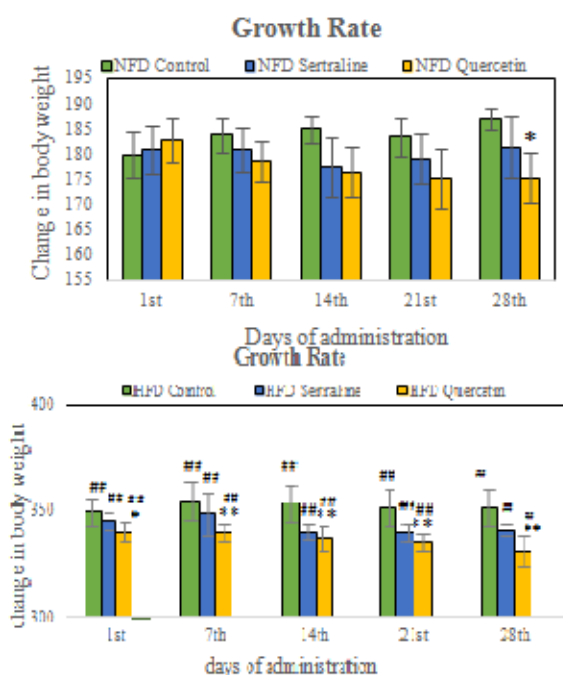 Growth Rate
NFD Control NFD Sertraline NFD Quercetin
Change in body weight
195
190
185
180
175
170
165
160
155
*
1st 7th 14th 21st 28th
Days of administration
Growth Rate
HFD Control HFD Sertraline HFD Quercetin
change in body weight
400
350
300
## ## ## ## #
## ## ## ## #
## ## ## ## #
* ** ** ** **
1st 7th 14th 21st 28th
days of administration